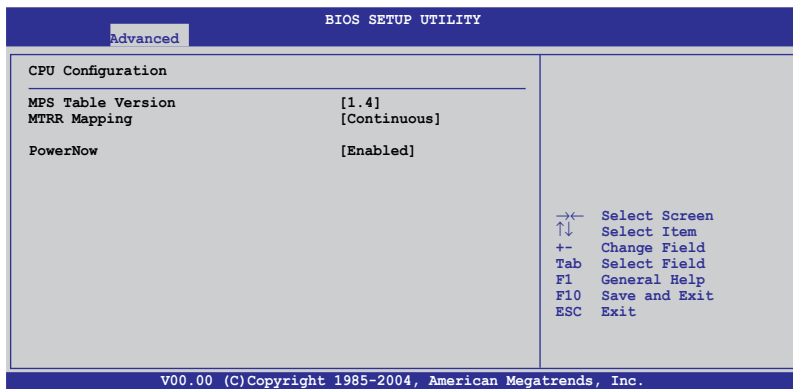 BIOS SETUP UTILITY
Advanced
CPU Configuration
MPS Table Version [1.4]
MTRR Mapping [Continuous]
PowerNow [Enabled]
→← Select Screen
↑↓ Select Item
+- Change Field
Tab Select Field
F1 General Help
F10 Save and Exit
ESC Exit
V00.00 (C)Copyright 1985-2004, American Megatrends, Inc.